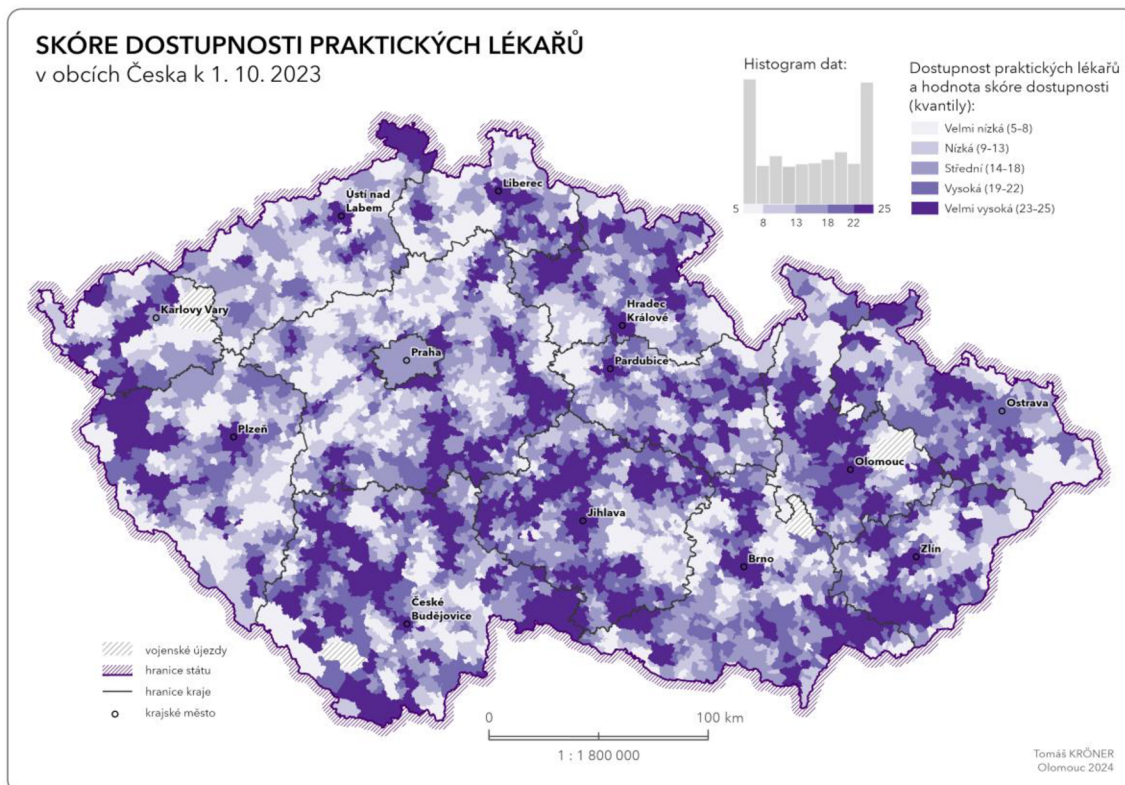 SKÓRE DOSTUPNOSTI PRAKTICKÝCH LÉKAŘŮ
v obcích Česka k 1. 10. 2023
Histogram dat:
5
25
8
13
18
22
Dostupnost praktických lékařů
a hodnota skóre dostupnosti
(kvantily):
Velmi nízká (5–8)
Nízká (9–13)
Střední (14–18)
Vysoká (19–22)
Velmi vysoká (23–25)
Liberec
Ústí nad
Labem
Karlovy Vary
Hradec
Králové
Praha
Pardubice
Ostrava
Plzeň
Olomouc
Jihlava
Brno
Zlín
České
Budějovice
vojenské újezdy
hranice státu
hranice kraje
krajské město
0
100 km
1 : 1 800 000
Tomáš KRÖNER
Olomouc 2024